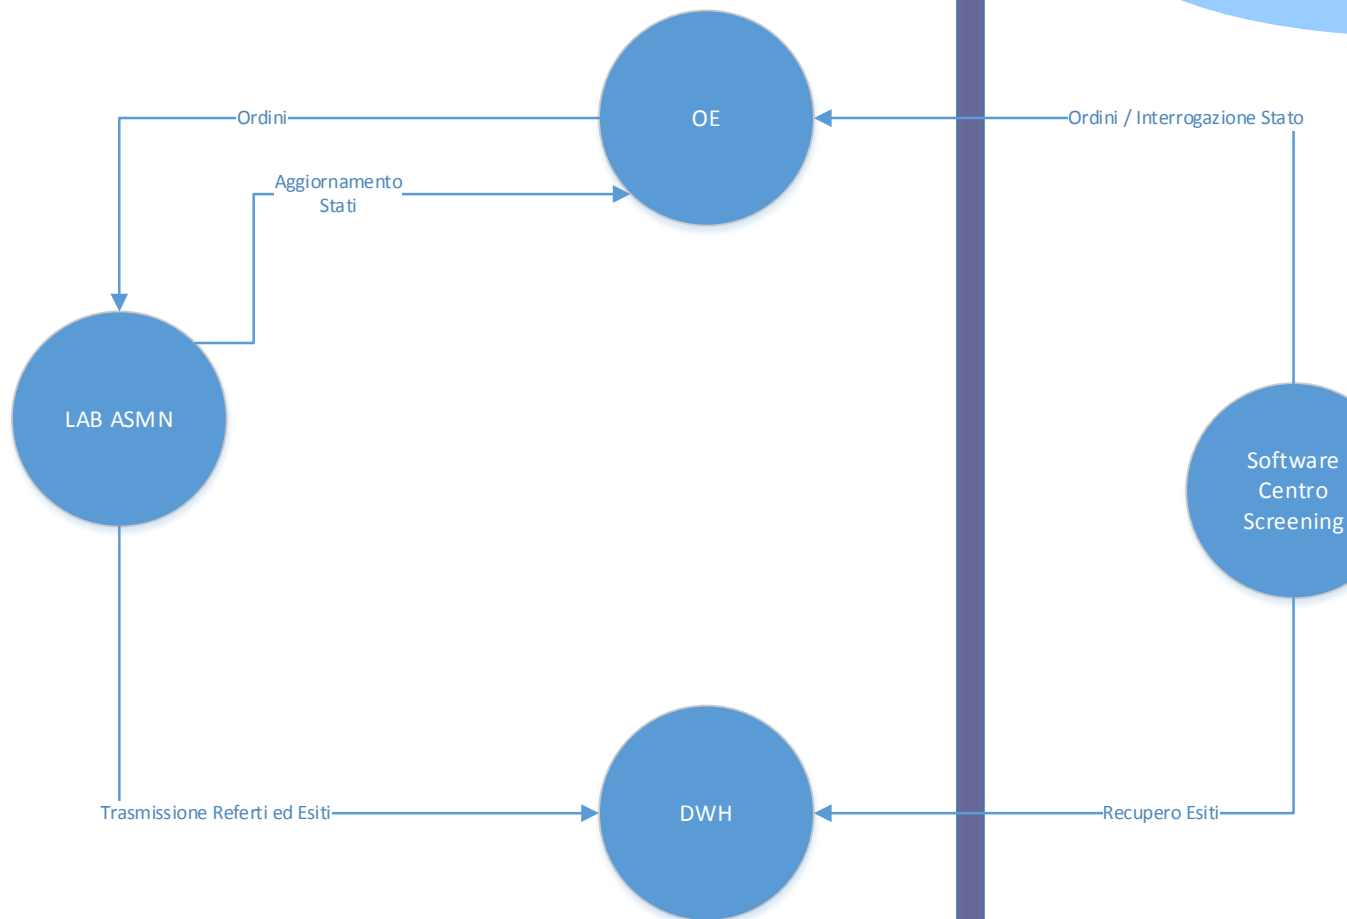 OE
Ordini
Ordini / Interrogazione Stato
Aggiornamento
Stati
LAB ASMN
Software
Centro
Screening
Trasmissione Referti ed Esiti
DWH
Recupero Esiti